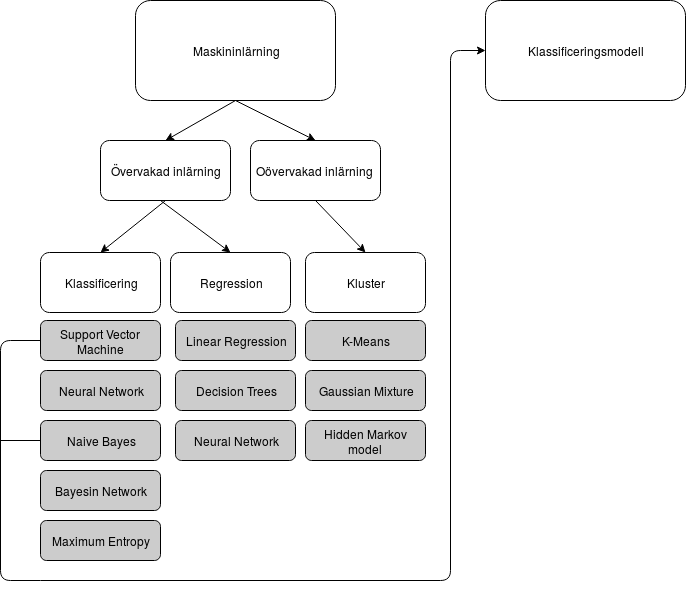 Maskininlärning
Klassificeringsmodell
Övervakad inlärning
Oövervakad inlärning
Klassificering
Regression
Kluster
Support Vector
Machine
Linear Regression
K-Means
Neural Network
Decision Trees
Gaussian Mixture
Naive Bayes
Neural Network
Hidden Markov
model
Bayesin Network
Maximum Entropy